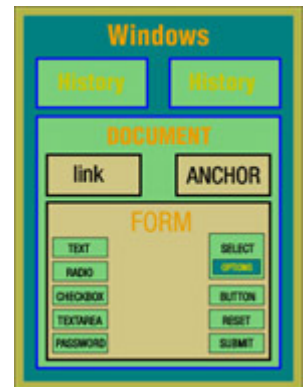 Windows
History History
DOCUMENT
link ANCHOR
FORM
TEXT SELECT
RADIO OPTIONS
CHECKBOX BUTTON
TEXTAREA RESET
PASSWORD SUBMIT